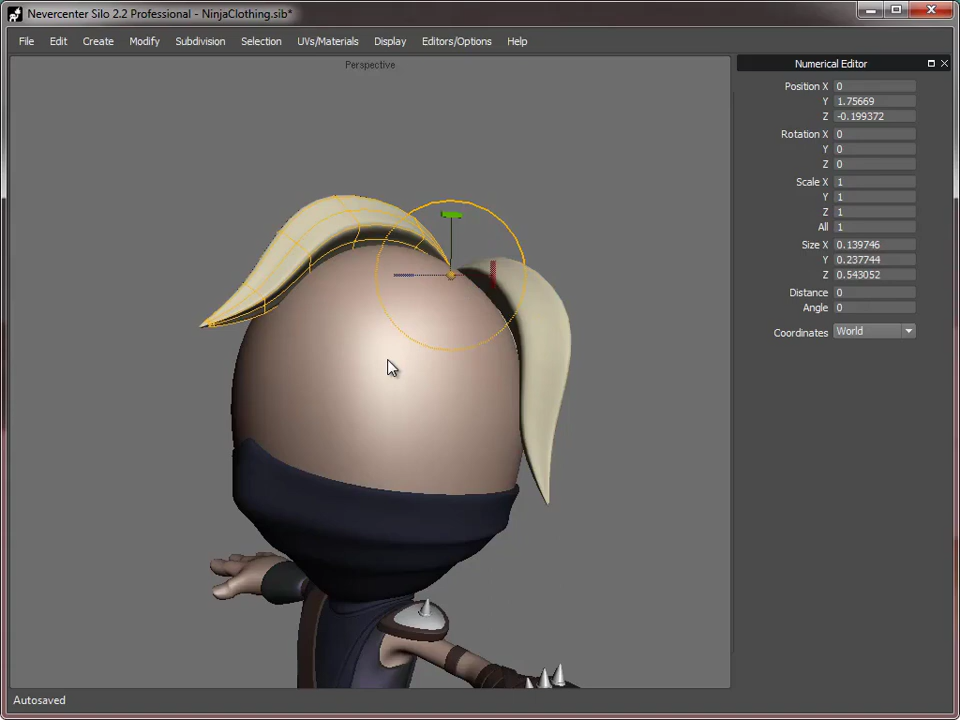 Nevercenter Silo 2.2 Professional - NinjaClothing.sib*
File Edit Create Modify Subdivision Selection UVs/Materials Display Editors/Options Help
Perspective
Numerical Editor
Position X 0
Y 1.75669
Z -0.199372
Rotation X 0
Y 0
Z 0
Scale X 1
Y 1
Z 1
All 1
Size X 0.139746
Y 0.237744
Z 0.543052
Distance 0
Angle 0
Coordinates World
Autosaved